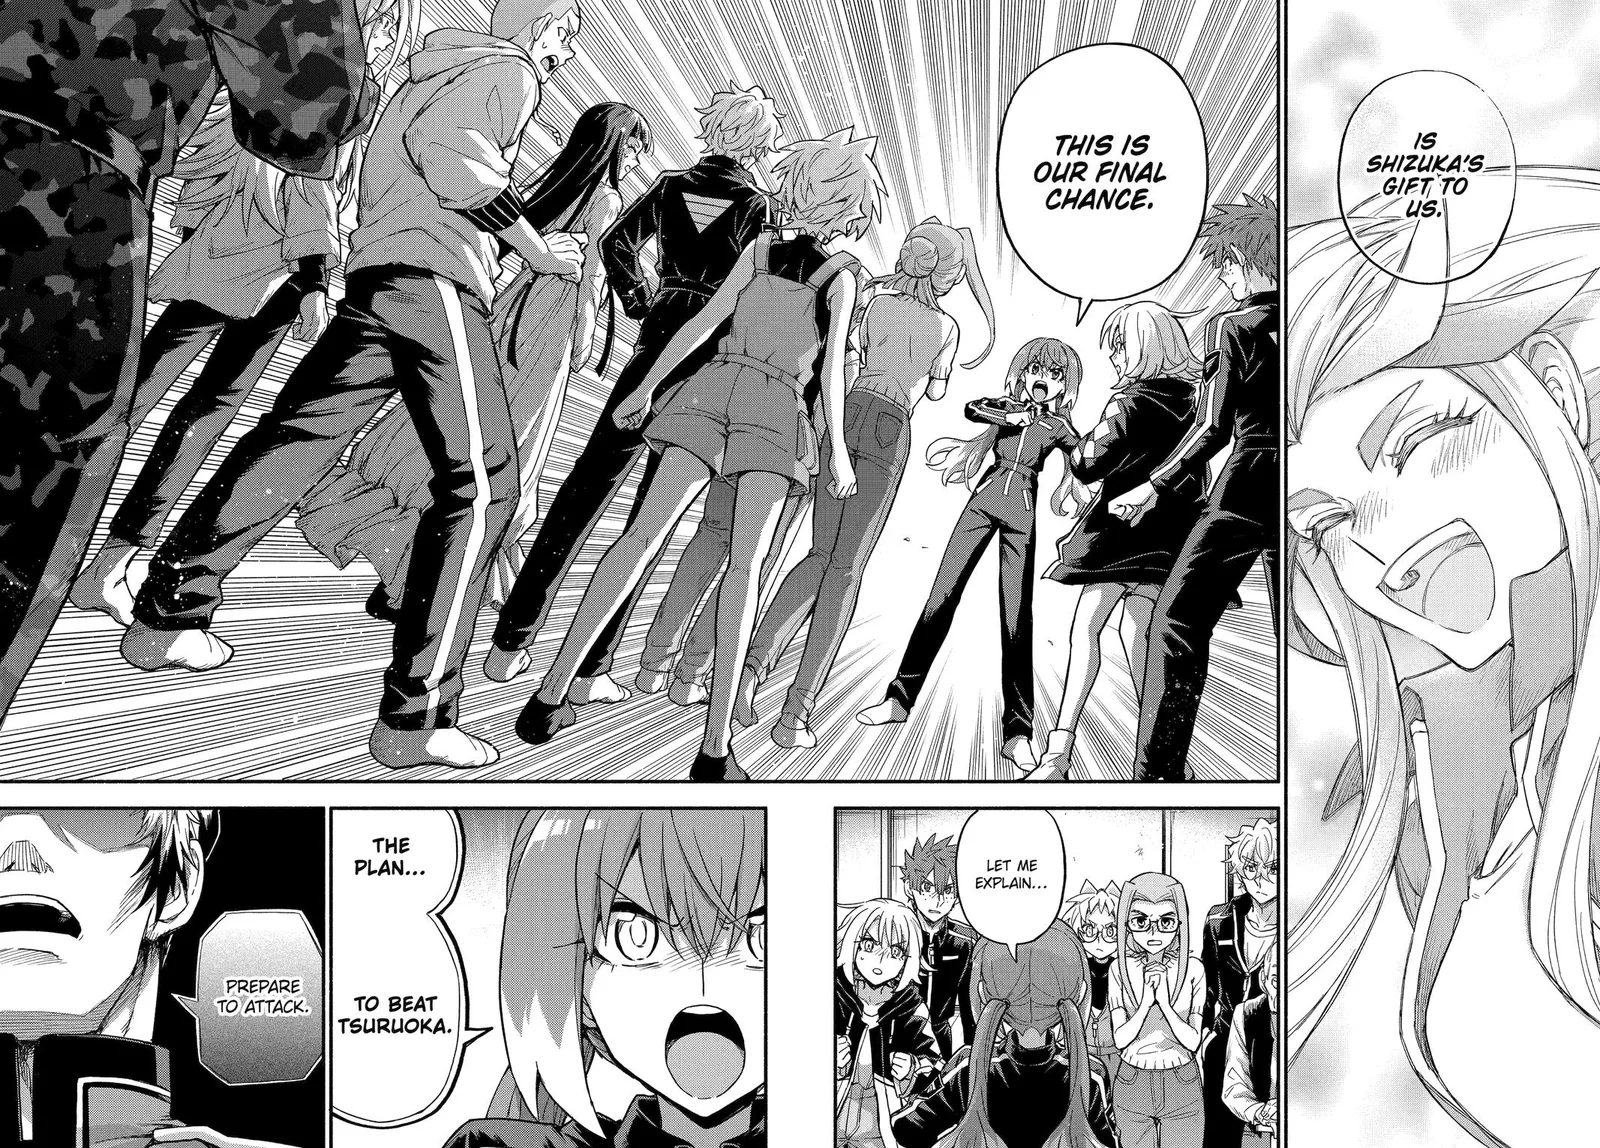 IS
SHIZUKA'S
GIFT TO
US.
THIS IS
OUR FINAL
CHANCE.
LET ME
EXPLAIN...
THE
PLAN...
TO BEAT
TSURUOKA.
PREPARE
TO ATTACK.